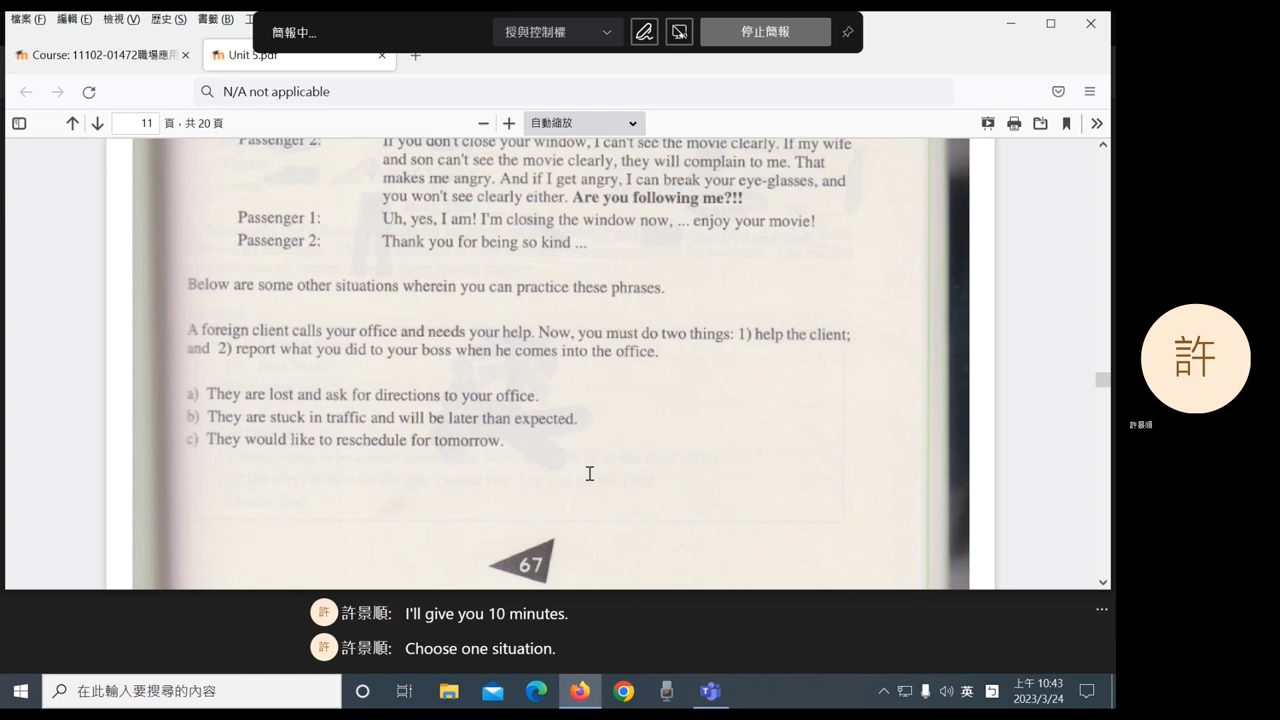 檔案(F) 編輯(E) 檢視(V) 歷史(S) 書籤(B)
簡報中...
授與控制權
停止簡報
Course: 11102-01472職場應用
Unit 5.pdf
N/A not applicable
11 頁，共 20 頁
自動縮放
Passenger 2: If you don't close your window, I can't see the movie clearly. If my wife
and son can't see the movie clearly, they will complain to me. That
makes me angry. And if I get angry, I can break your eye-glasses, and
you won't see clearly either. Are you following me?!!
Passenger 1: Uh, yes, I am! I'm closing the window now, ... enjoy your movie!
Passenger 2: Thank you for being so kind ...
Below are some other situations wherein you can practice these phrases.
A foreign client calls your office and needs your help. Now, you must do two things: 1) help the client;
and 2) report what you did to your boss when he comes into the office.
a) They are lost and ask for directions to your office.
b) They are stuck in traffic and will be later than expected.
c) They would like to reschedule for tomorrow.
67
許
許景順
許 許景順: I'll give you 10 minutes.
許 許景順: Choose one situation.
在此輸入要搜尋的內容
英
上午 10:43
2023/3/24